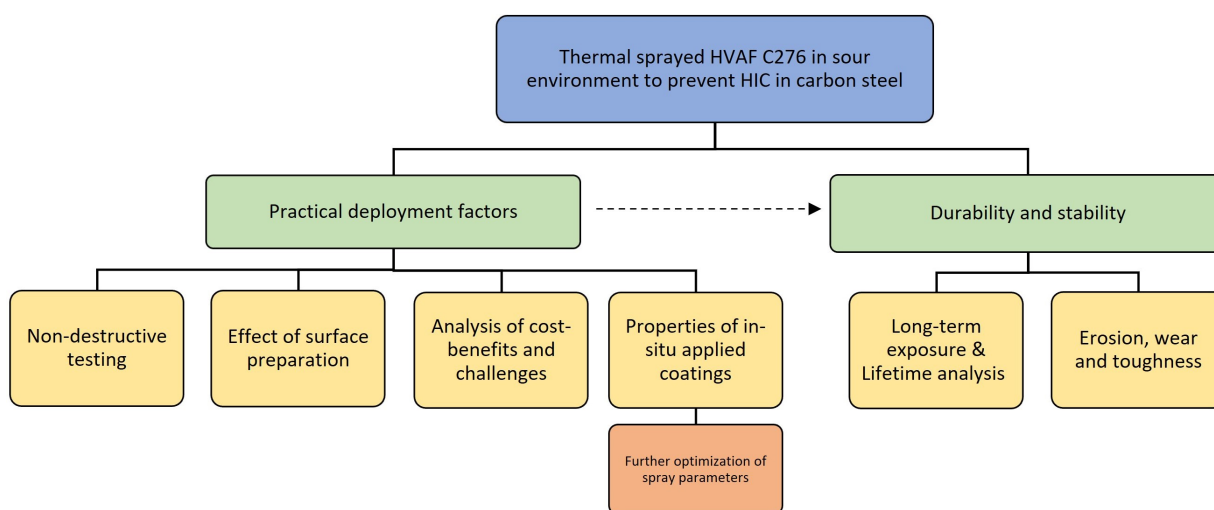 Thermal sprayed HVAF C276 in sour
environment to prevent HIC in carbon steel
Practical deployment factors
Durability and stability
Non-destructive
testing
Effect of surface
preparation
Analysis of cost-
benefits and
challenges
Properties of in-
situ applied
coatings
Long-term
exposure &
Lifetime analysis
Erosion, wear
and toughness
Further optimization of
spray parameters